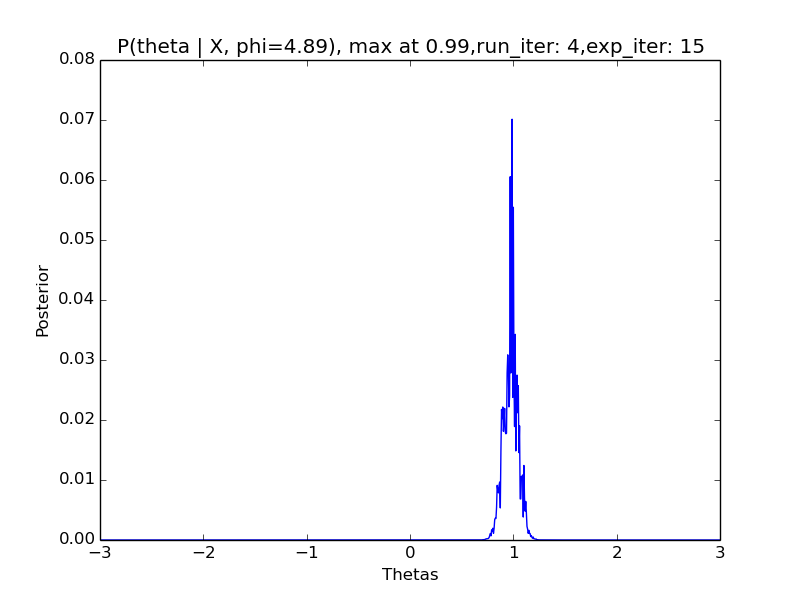 P(theta | X, phi=4.89), max at 0.99,run_iter: 4,exp_iter: 15
0.08
0.07
0.06
0.05
0.04
0.03
0.02
0.01
0.00
Posterior
−3 −2 −1 0 1 2 3
Thetas